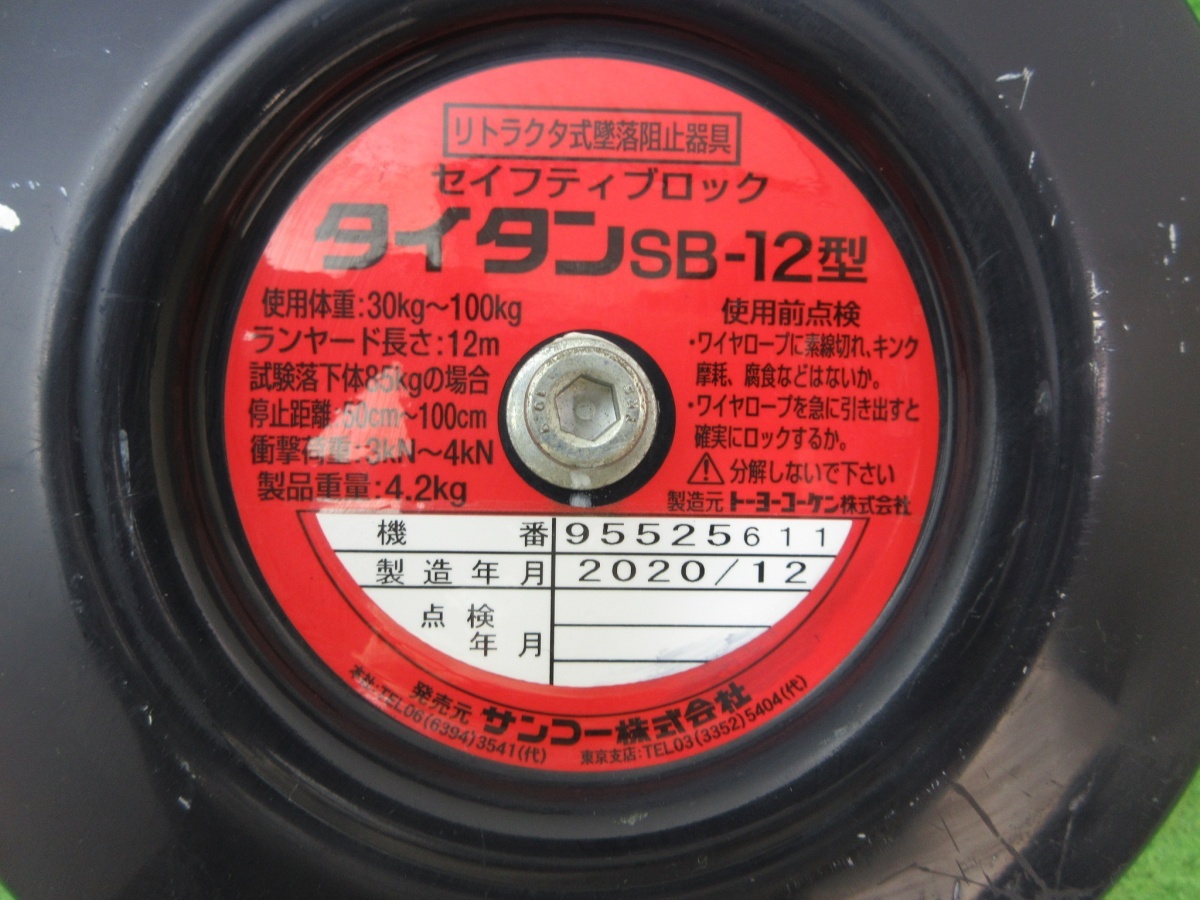 リトラクタ式墜落阻止器具
セイフティブロック
タイタンSB-12型
使用体重:30kg～100kg
ランヤード長さ:12m
試験落下体85kgの場合
停止距離:50cm～100cm
衝撃荷重:3kN～4kN
製品重量:4.2kg
使用前点検
・ワイヤロープに素線切れ、キンク
摩耗、腐食などはないか。
・ワイヤロープを急に引き出すと
確実にロックするか。
分解しないで下さい
製造元 トーヨーコーケン株式会社
機番 95525611
製造年月 2020/12
点検
年月
発売元 サンコー株式会社
本社:TEL06(6394)3541(代)
東京支店:TEL03(3352)5404(代)